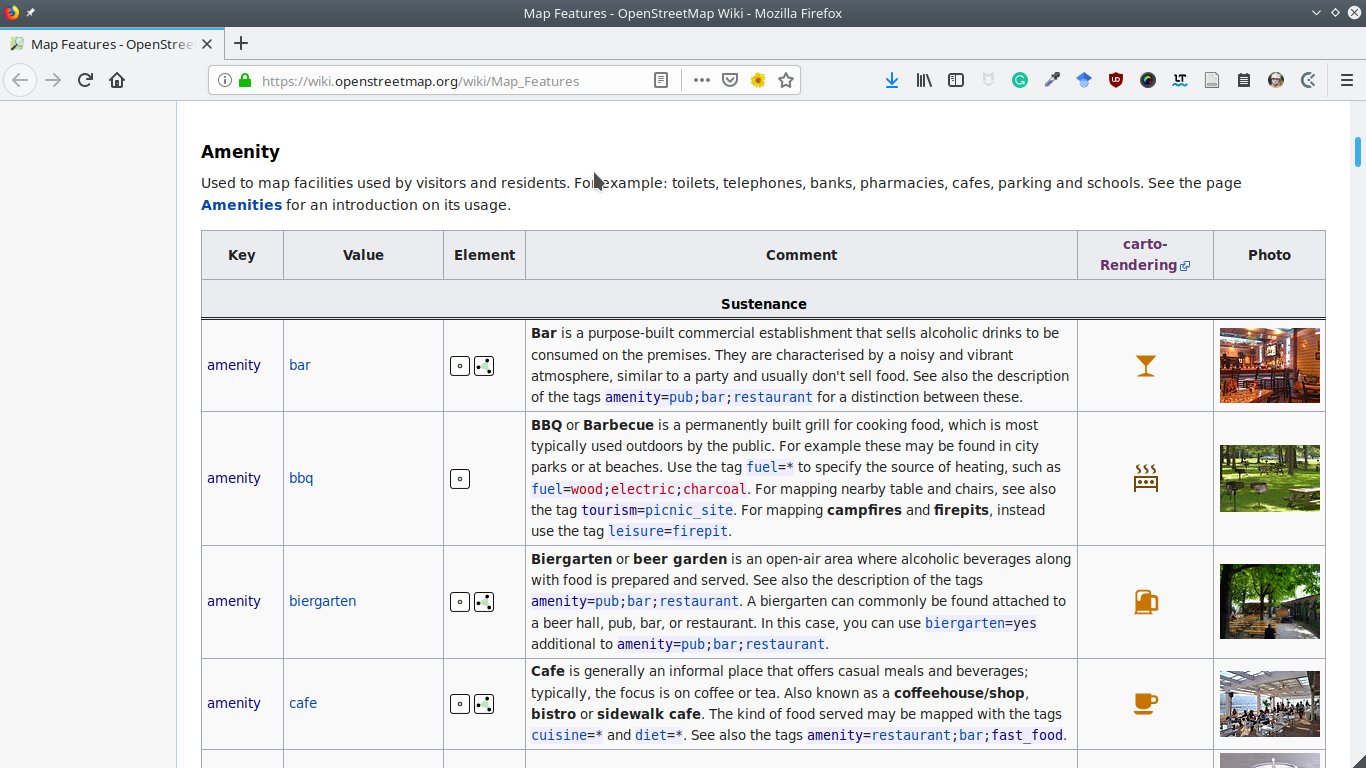 Map Features - OpenStreetMap Wiki - Mozilla Firefox
Map Features - OpenStree
https://wiki.openstreetmap.org/wiki/Map_Features
Amenity
Used to map facilities used by visitors and residents. For example: toilets, telephones, banks, pharmacies, cafes, parking and schools. See the page
Amenities for an introduction on its usage.
Key Value Element Comment carto-
Rendering Photo
Sustenance
amenity bar
Bar is a purpose-built commercial establishment that sells alcoholic drinks to be
consumed on the premises. They are characterised by a noisy and vibrant
atmosphere, similar to a party and usually don't sell food. See also the description
of the tags amenity=pub;bar;restaurant for a distinction between these.
amenity bbq
BBQ or Barbecue is a permanently built grill for cooking food, which is most
typically used outdoors by the public. For example these may be found in city
parks or at beaches. Use the tag fuel=* to specify the source of heating, such as
fuel=wood;electric;charcoal. For mapping nearby table and chairs, see also
the tag tourism=picnic_site. For mapping campfires and firepits, instead
use the tag leisure=firepit.
amenity biergarten
Biergarten or beer garden is an open-air area where alcoholic beverages along
with food is prepared and served. See also the description of the tags
amenity=pub;bar;restaurant. A biergarten can commonly be found attached to
a beer hall, pub, bar, or restaurant. In this case, you can use biergarten=yes
additional to amenity=pub;bar;restaurant.
amenity cafe
Cafe is generally an informal place that offers casual meals and beverages;
typically, the focus is on coffee or tea. Also known as a coffeehouse/shop,
bistro or sidewalk cafe. The kind of food served may be mapped with the tags
cuisine=* and diet=*. See also the tags amenity=restaurant;bar;fast_food.